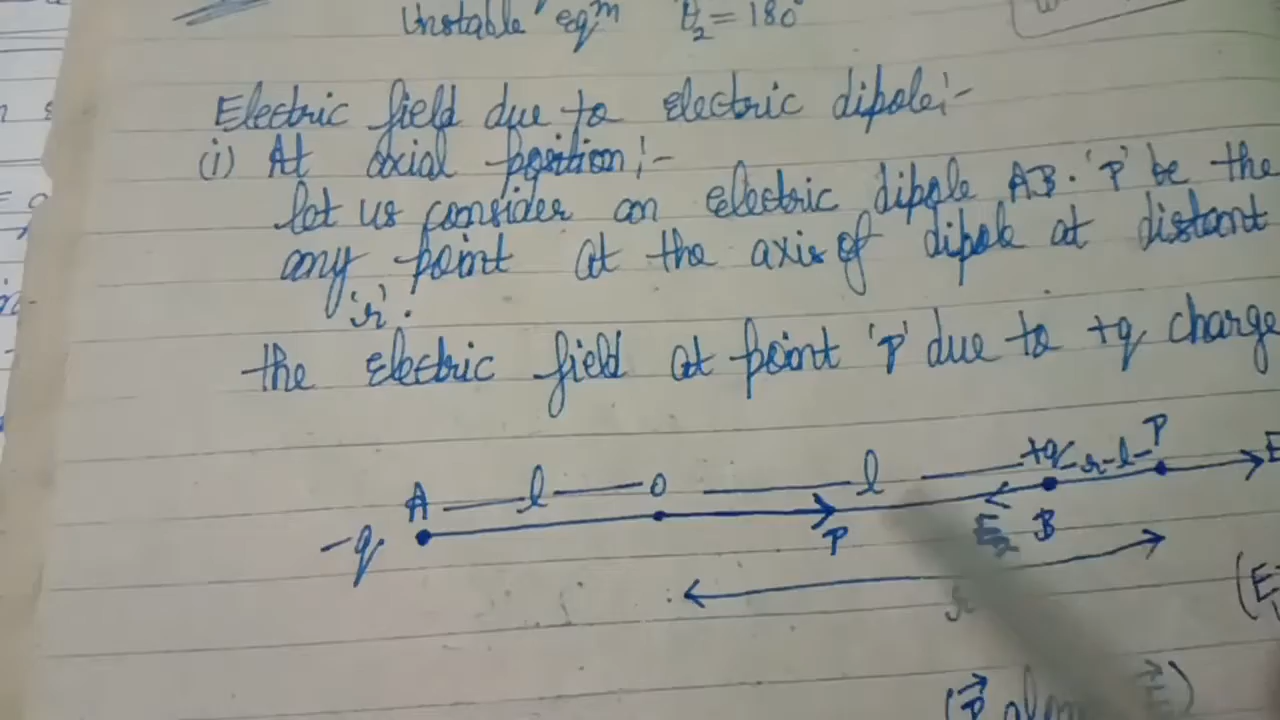 Unstable eqm θ₂ = 180°
Electric field due to electric dipole:-
(i) At axial position:-
let us consider an electric dipole AB. 'P' be the
any point at the axis of dipole at distant
'r'.
the electric field at point 'P' due to +q charge
A l O l +q r-l P E
-q P E₂ B
r
(E₁
(P⃗ E⃗)